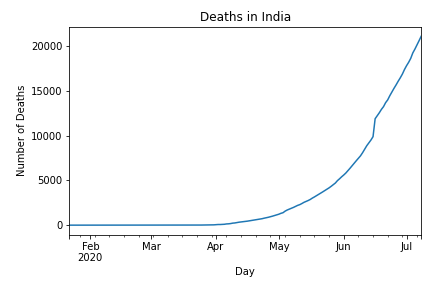 Deaths in India
Number of Deaths
20000
15000
10000
5000
0
Feb
2020
Mar
Apr
May
Jun
Jul
Day